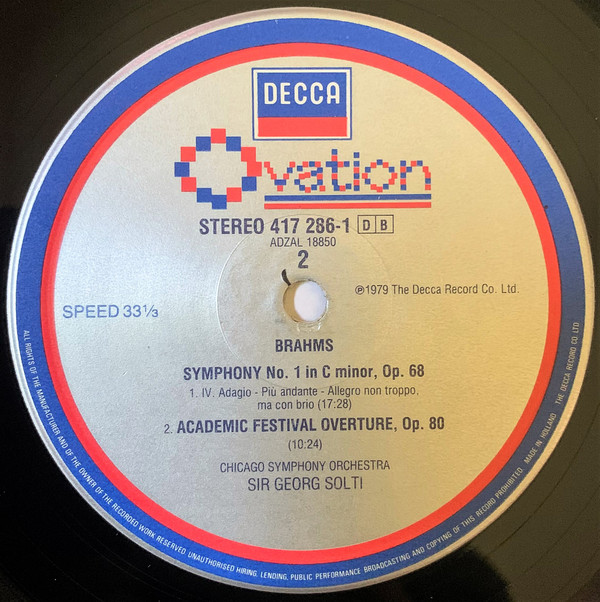 DECCA
Ovation
STEREO 417 286-1 DB
ADZAL 18850
2
SPEED 33⅓
℗1979 The Decca Record Co. Ltd.
BRAHMS
SYMPHONY No. 1 in C minor, Op. 68
1. IV. Adagio - Più andante - Allegro non troppo,
ma con brio (17:28)
2. ACADEMIC FESTIVAL OVERTURE, Op. 80
(10:24)
CHICAGO SYMPHONY ORCHESTRA
SIR GEORG SOLTI
ALL RIGHTS OF THE MANUFACTURER AND OF THE OWNER OF THE RECORDED WORK RESERVED. UNAUTHORISED HIRING, LENDING, PUBLIC PERFORMANCE, BROADCASTING AND COPYING OF THIS RECORD PROHIBITED. MADE IN HOLLAND THE DECCA RECORD CO LTD